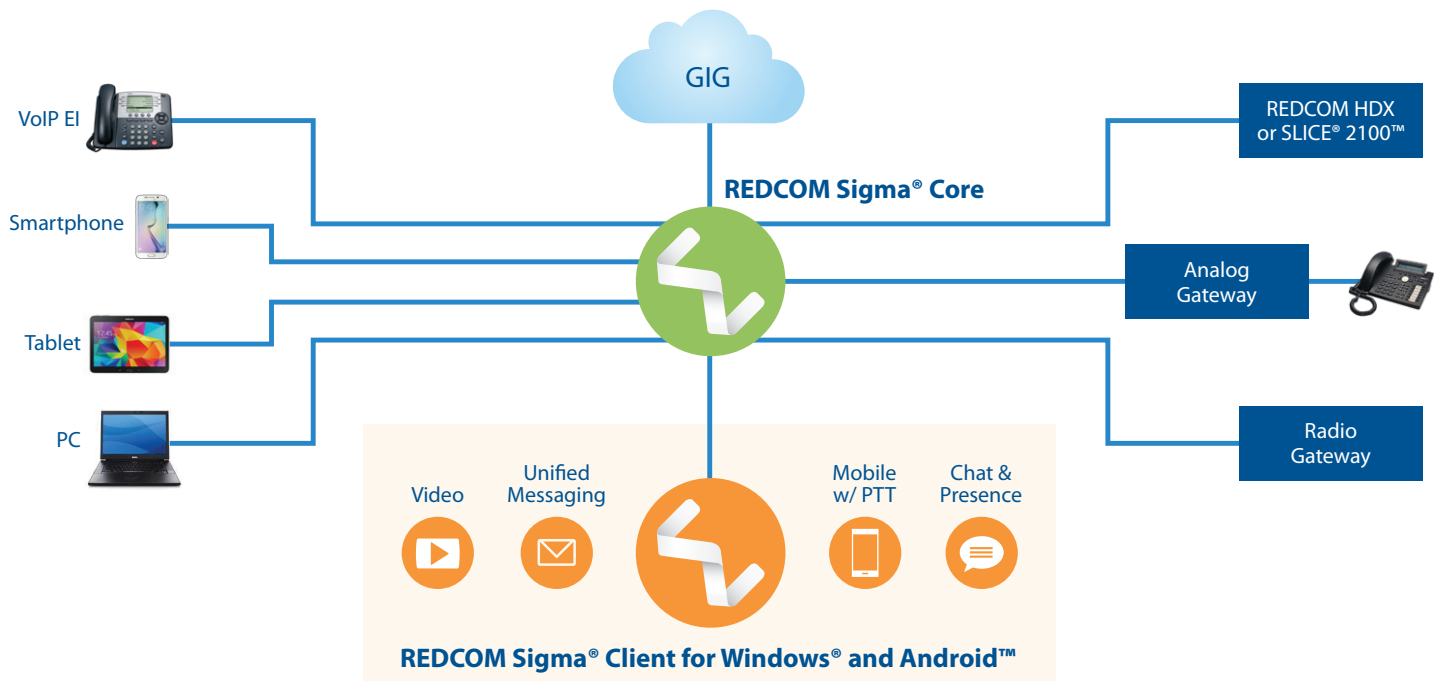 GIG
VoIP EI
REDCOM HDX
or SLICE® 2100™
REDCOM Sigma® Core
Smartphone
Analog
Gateway
Tablet
PC
Radio
Gateway
Video
Unified
Messaging
Mobile
w/ PTT
Chat &
Presence
REDCOM Sigma® Client for Windows® and Android™